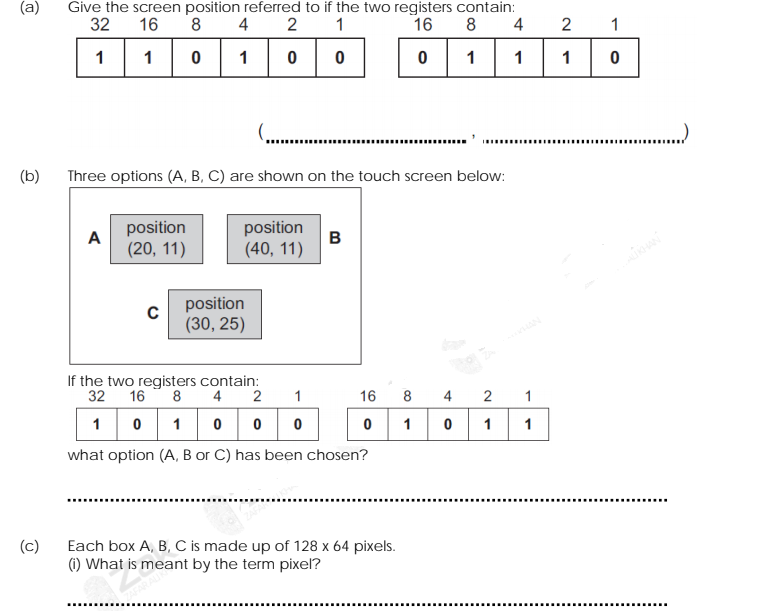 (a) Give the screen position referred to if the two registers contain:
32 16 8 4 2 1 16 8 4 2 1
1 1 0 1 0 0 0 1 1 1 0
(.................................................... , ....................................................)
(b) Three options (A, B, C) are shown on the touch screen below:
A position (20, 11) position (40, 11) B
C position (30, 25)
If the two registers contain:
32 16 8 4 2 1 16 8 4 2 1
1 0 1 0 0 0 0 1 0 1 1
what option (A, B or C) has been chosen?
(c) Each box A, B, C is made up of 128 x 64 pixels.
(i) What is meant by the term pixel?
Zak